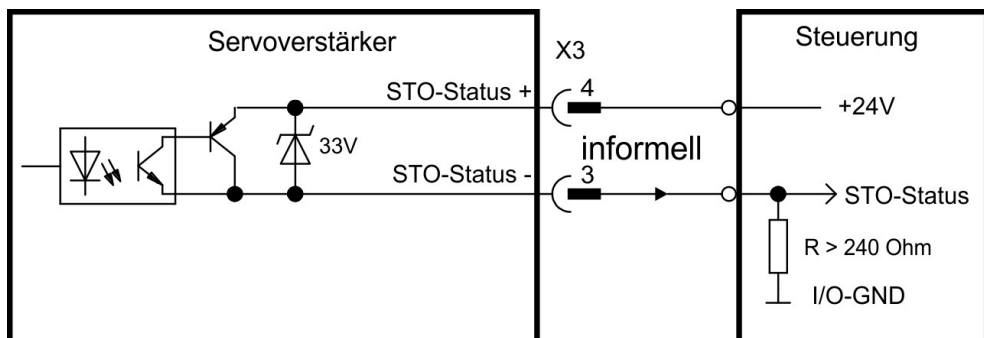 Servoverstärker
X3
Steuerung
STO-Status +
4
+24V
33V
informell
STO-Status -
3
STO-Status
R > 240 Ohm
I/O-GND